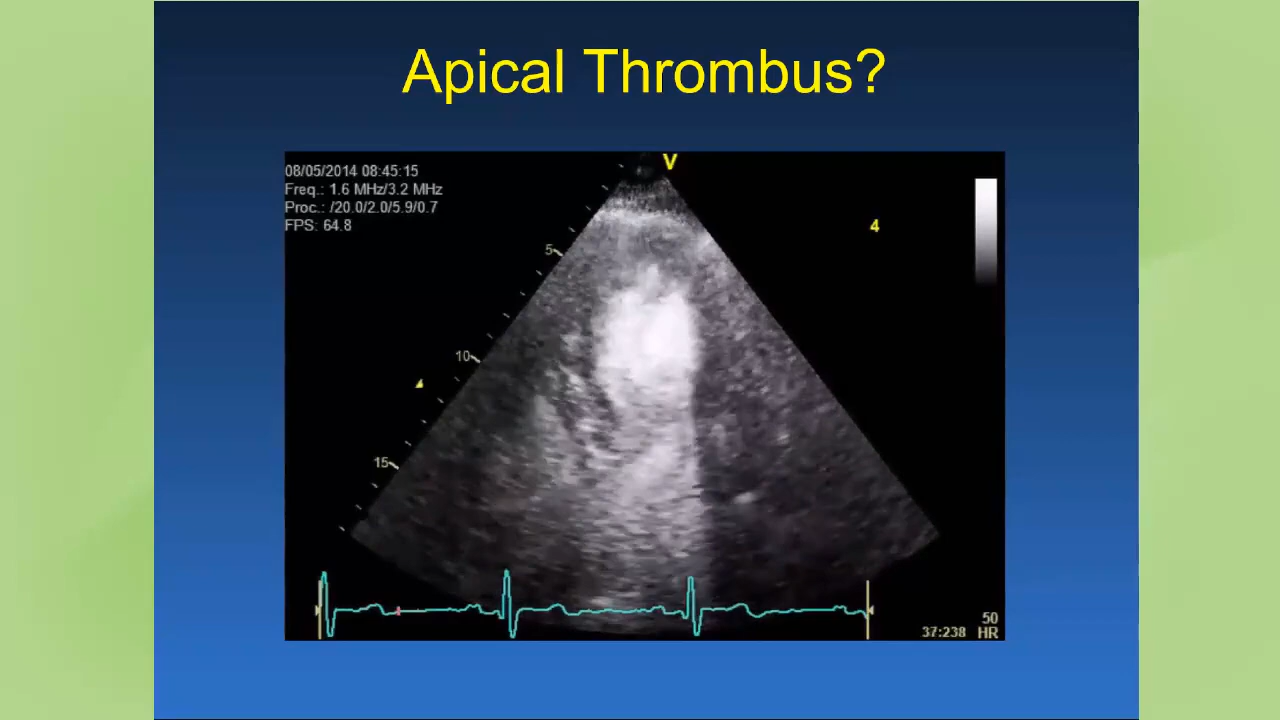 Apical Thrombus?
V
08/05/2014 08:45:15
Freq.: 1.6 MHz/3.2 MHz
Proc.: /20.0/2.0/5.9/0.7
FPS: 64.8
4
5
10
15
50
37:238 HR